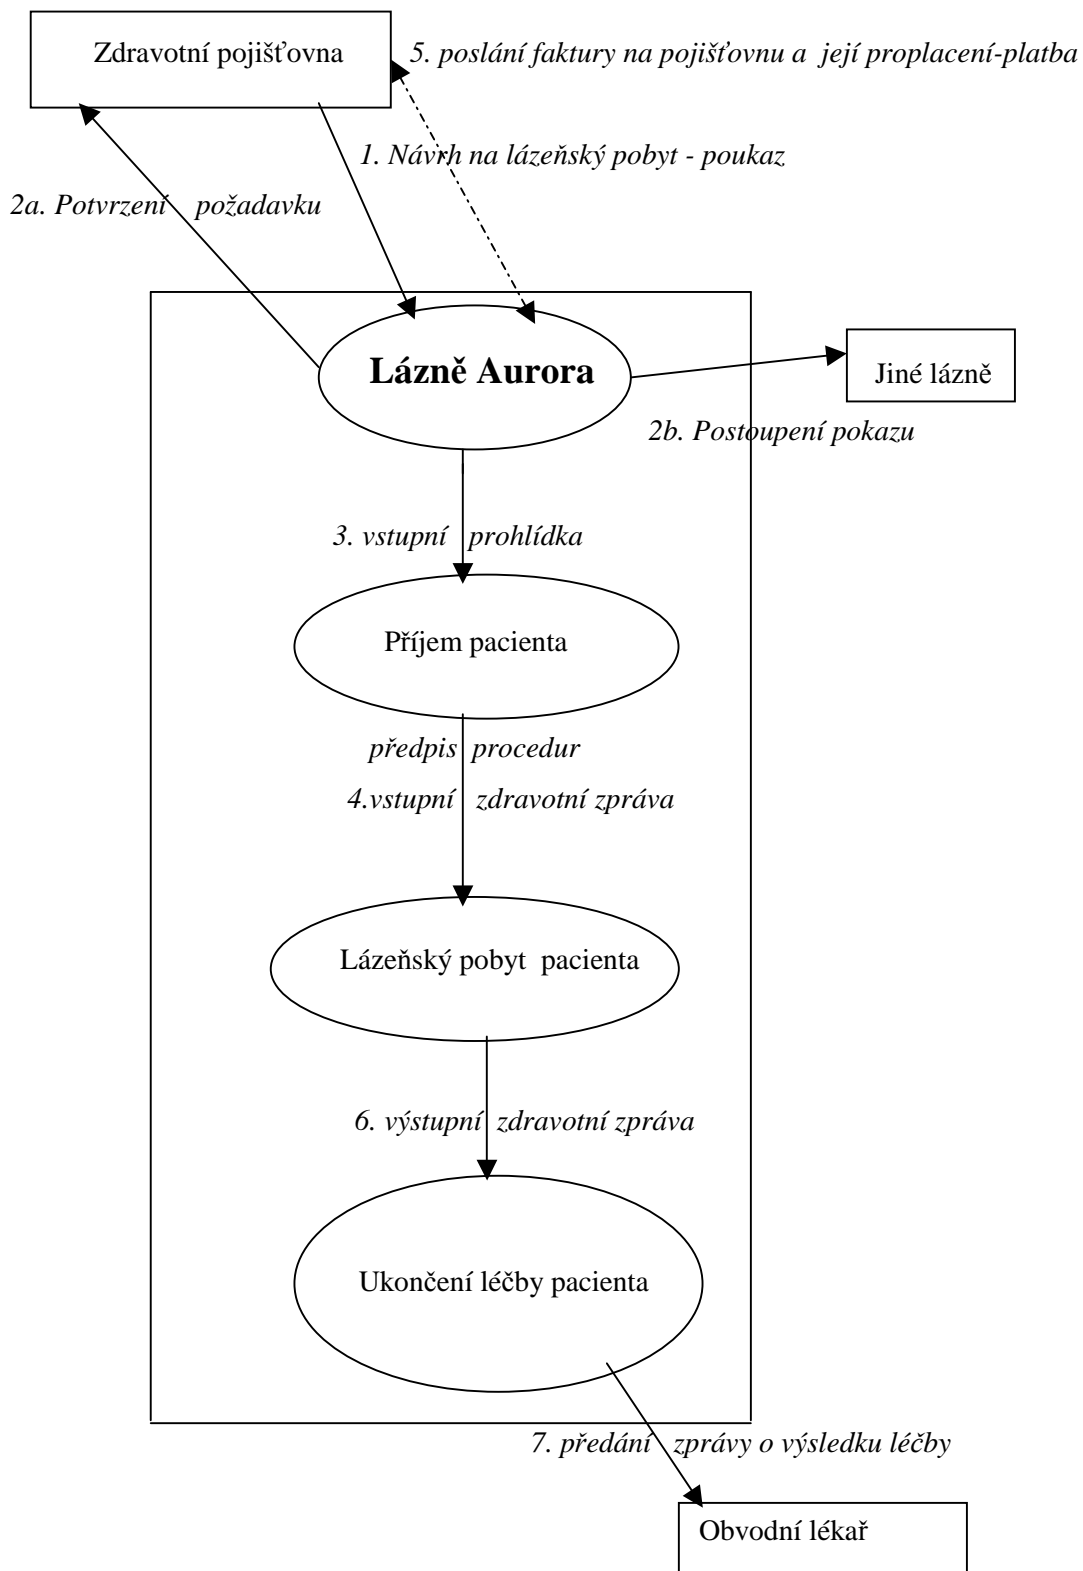 Zdravotní pojišťovna
5. poslání faktury na pojišťovnu a její proplacení-platba
1. Návrh na lázeňský pobyt - poukaz
2a. Potvrzení požadavku
Lázně Aurora
Jiné lázně
2b. Postoupení pokazu
3. vstupní prohlídka
Příjem pacienta
předpis procedur
4.vstupní zdravotní zpráva
Lázeňský pobyt pacienta
6. výstupní zdravotní zpráva
Ukončení léčby pacienta
7. předání zprávy o výsledku léčby
Obvodní lékař